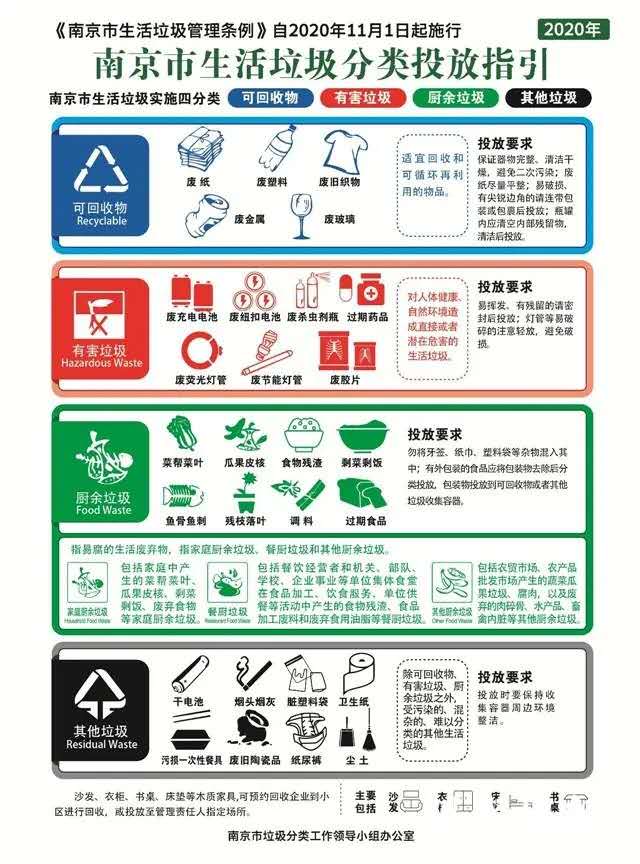 《南京市生活垃圾管理条例》自2020年11月1日起施行
2020年
南京市生活垃圾分类投放指引
南京市生活垃圾实施四分类 可回收物 有害垃圾 厨余垃圾 其他垃圾
可回收物
Recyclable
废纸 废塑料 废旧织物
废金属 废玻璃
适宜回收和
可循环再利
用的物品。
投放要求
保证器物完整、清洁干
燥，避免二次污染；废
纸尽量平整；易破损、
有尖锐边角的请连带包
装或包裹后投放；瓶罐
内应清空内部残留物，
清洁后投放。
有害垃圾
Hazardous Waste
废充电电池 废纽扣电池 废杀虫剂瓶 过期药品
废荧光灯管 废节能灯管 废胶片
对人体健康、
自然环境造
成直接或者
潜在危害的
生活垃圾。
投放要求
易挥发、有残留的请密
封后投放；灯管等易破
碎的注意轻放，避免破
损。
厨余垃圾
Food Waste
菜帮菜叶 瓜果皮核 食物残渣 剩菜剩饭
鱼骨鱼刺 残枝落叶 调料 过期食品
投放要求
勿将牙签、纸巾、塑料袋等杂物混入其
中；有外包装的食品应将包装物去除后分
类投放，包装物投放到可回收物或者其他
垃圾收集容器。
指易腐的生活废弃物，指家庭厨余垃圾、餐厨垃圾和其他厨余垃圾。
家庭厨余垃圾
Household Food Waste
包括家庭中产
生的菜帮菜叶、
瓜果皮核、剩菜
剩饭、废弃食物
等家庭厨余垃圾。
餐厨垃圾
Restaurant Food Waste
包括餐饮经营者和机关、部队、
学校、企业事业等单位集体食堂
在食品加工、饮食服务、单位供
餐等活动中产生的食物残渣、食品
加工废料和废弃食用油脂等餐厨垃圾。
其他厨余垃圾
Other Food Waste
包括农贸市场、农产品
批发市场产生的蔬菜瓜
果垃圾、腐肉，以及废
弃的肉碎骨、水产品、畜
禽内脏等其他厨余垃圾。
其他垃圾
Residual Waste
干电池 烟头烟灰 脏塑料袋 卫生纸
污损一次性餐具 废旧陶瓷品 纸尿裤 尘土
除可回收物、
有害垃圾、厨
余垃圾之外，
受污染的、混
杂的、难以分
类的其他生活
垃圾。
投放要求
投放时要保持收
集容器周边环境
整洁。
沙发、衣柜、书桌、床垫等木质家具,可预约回收企业到小
区进行回收，或投放至管理责任人指定场所。
主要包括 沙发 书桌
南京市垃圾分类工作领导小组办公室